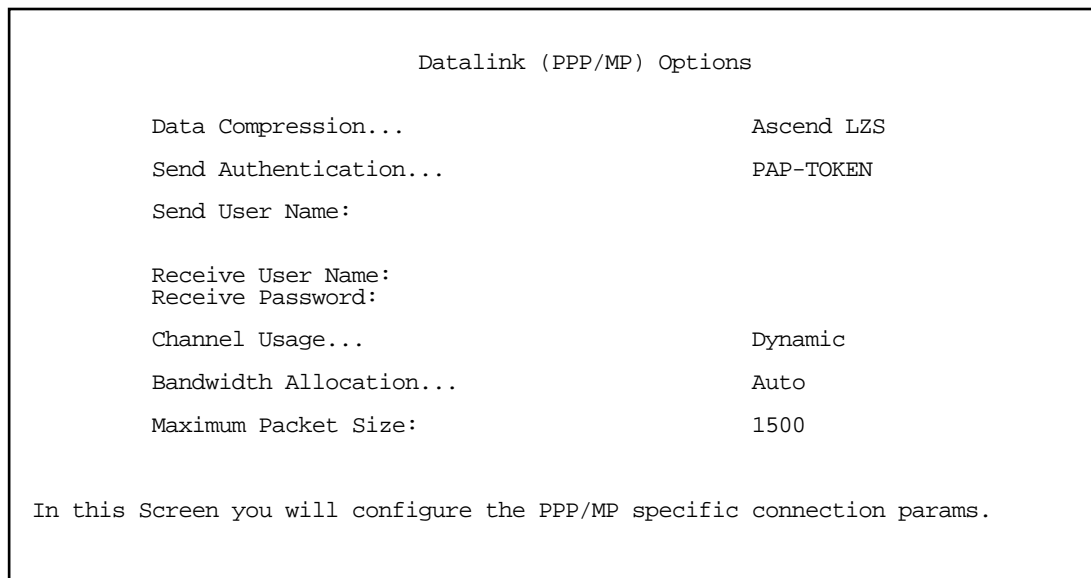 Datalink (PPP/MP) Options
Data Compression... Ascend LZS
Send Authentication... PAP-TOKEN
Send User Name:
Receive User Name:
Receive Password:
Channel Usage... Dynamic
Bandwidth Allocation... Auto
Maximum Packet Size: 1500
In this Screen you will configure the PPP/MP specific connection params.